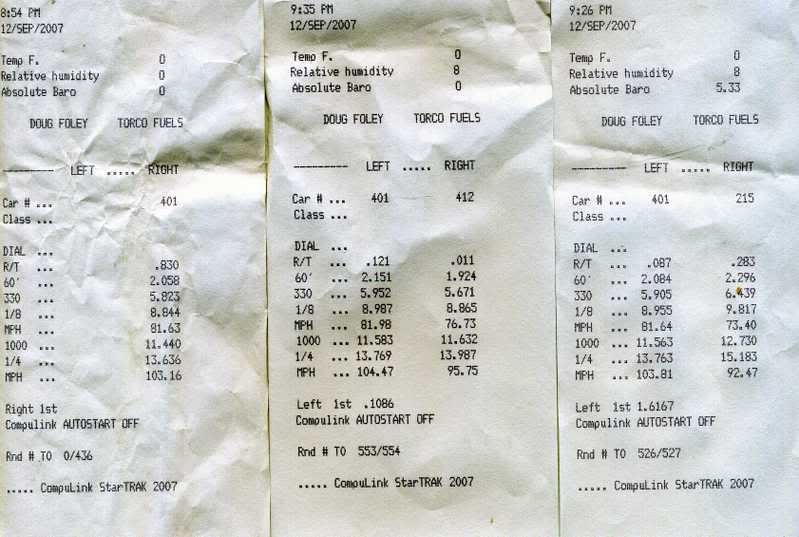 8:54 PM
12/SEP/2007
Temp F. 0
Relative humidity 0
Absolute Baro 0
DOUG FOLEY TORCO FUELS
---------- LEFT ..... RIGHT
Car # ... 401
Class ...
DIAL ...
R/T ... .830
60' ... 2.058
330 ... 5.823
1/8 ... 8.844
MPH ... 81.63
1000 ... 11.440
1/4 ... 13.636
MPH ... 103.16
Right 1st
Compulink AUTOSTART OFF
Rnd # TO 0/436
..... CompuLink StarTRAK 2007
9:35 PM
12/SEP/2007
Temp F. 0
Relative humidity 8
Absolute Baro 0
DOUG FOLEY TORCO FUELS
---------- LEFT ..... RIGHT
Car # ... 401 412
Class ...
DIAL ...
R/T ... .121 .011
60' ... 2.151 1.924
330 ... 5.952 5.671
1/8 ... 8.987 8.865
MPH ... 81.98 76.73
1000 ... 11.583 11.632
1/4 ... 13.769 13.987
MPH ... 104.47 95.75
Left 1st .1086
Compulink AUTOSTART OFF
Rnd # TO 553/554
..... CompuLink StarTRAK 2007
9:26 PM
12/SEP/2007
Temp F. 0
Relative humidity 8
Absolute Baro 5.33
DOUG FOLEY TORCO FUELS
---------- LEFT ..... RIGHT
Car # ... 401 215
Class ...
DIAL ...
R/T ... .087 .283
60' ... 2.084 2.296
330 ... 5.905 6.439
1/8 ... 8.955 9.817
MPH ... 81.64 73.40
1000 ... 11.563 12.730
1/4 ... 13.763 15.183
MPH ... 103.81 92.47
Left 1st 1.6167
Compulink AUTOSTART OFF
Rnd # TO 526/527
..... CompuLink StarTRAK 2007